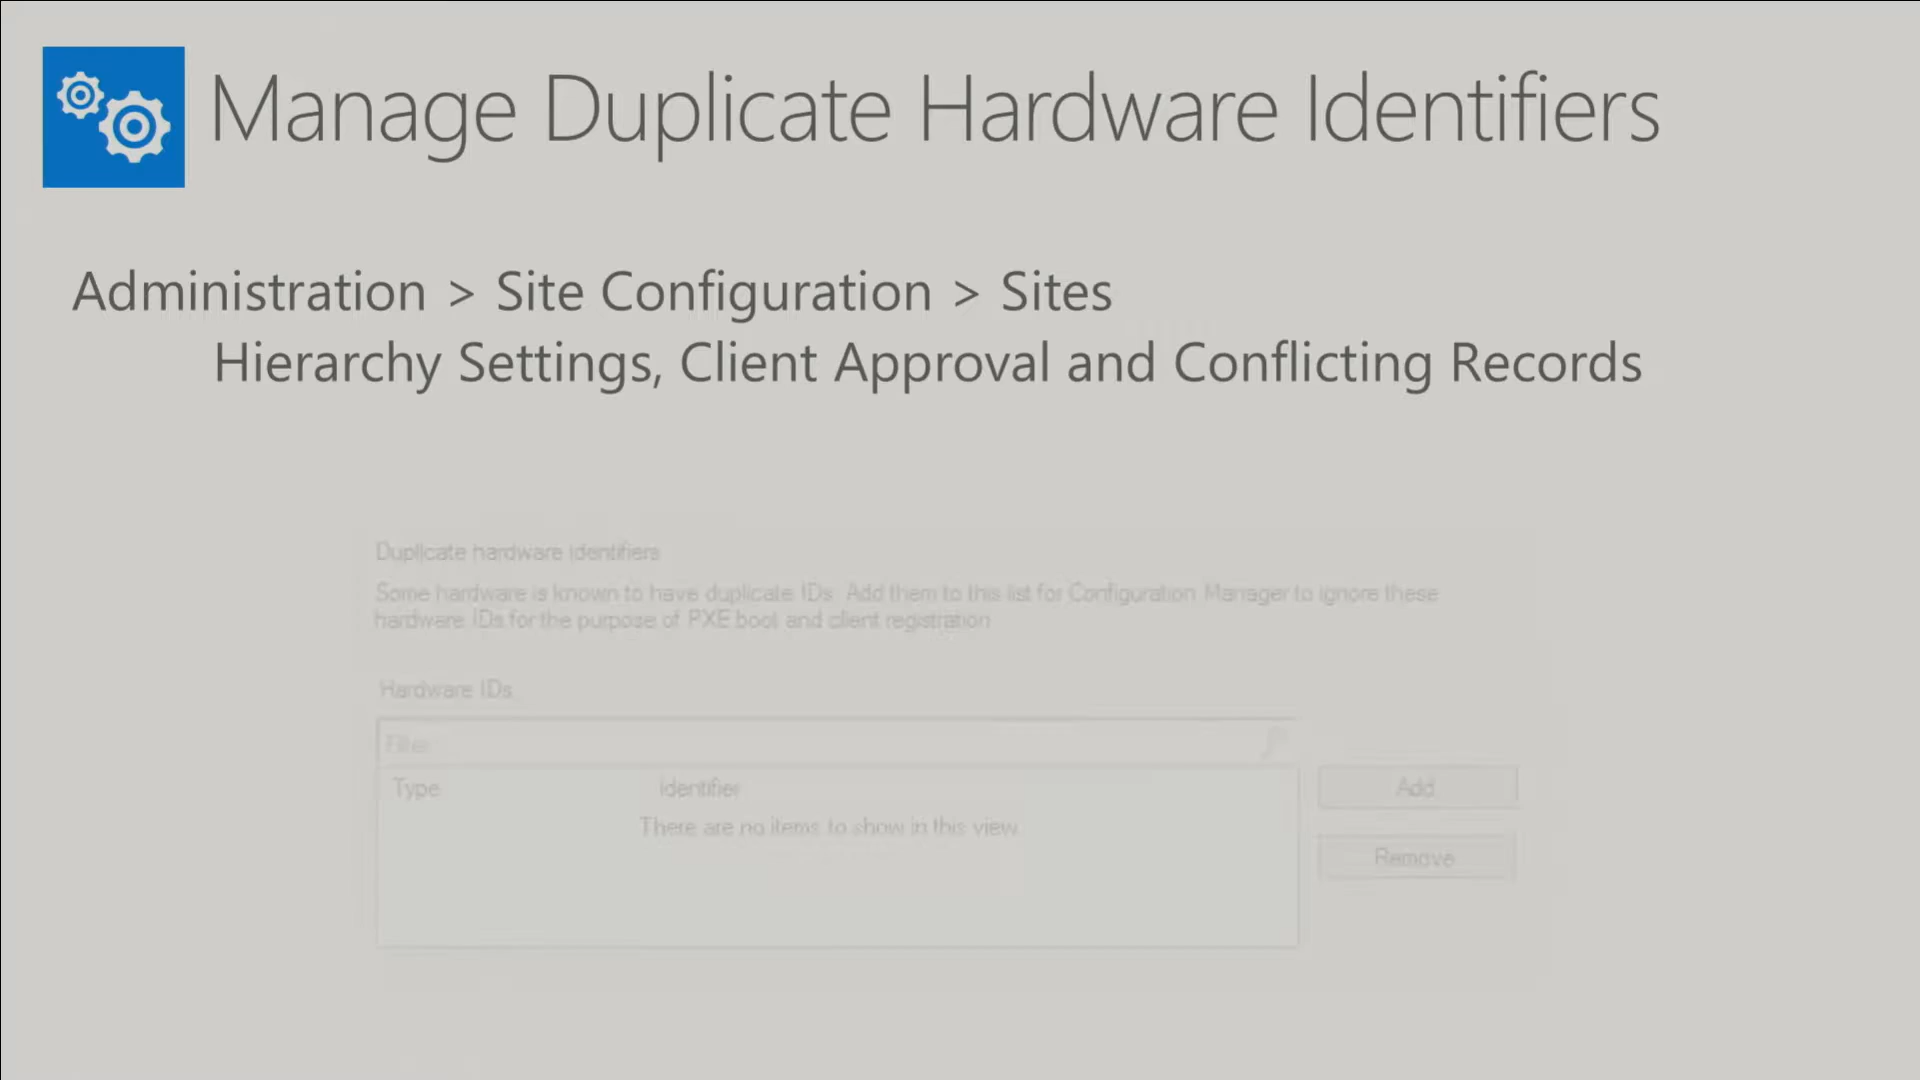 Manage Duplicate Hardware Identifiers
Administration > Site Configuration > Sites
Hierarchy Settings, Client Approval and Conflicting Records
Duplicate hardware identifiers
Some hardware is known to have duplicate IDs. Add them to this list for Configuration Manager to ignore these
hardware IDs for the purpose of PXE boot and client registration
Hardware IDs
Filter
Type Identifier
There are no items to show in this view.
Add
Remove